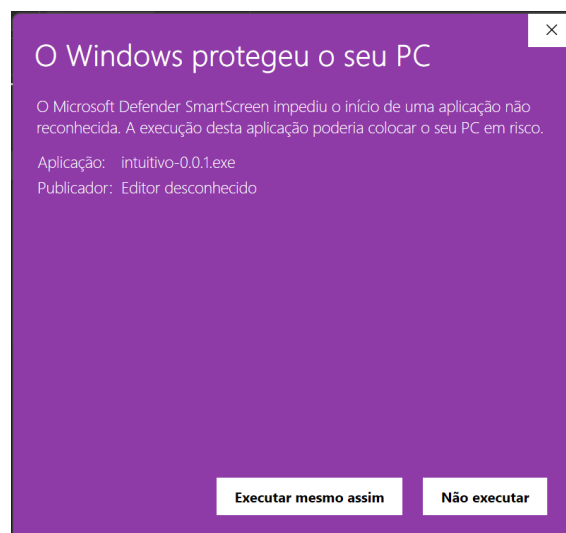 O Windows protegeu o seu PC
O Microsoft Defender SmartScreen impediu o início de uma aplicação não
reconhecida. A execução desta aplicação poderia colocar o seu PC em risco.
Aplicação: intuitivo-0.0.1.exe
Publicador: Editor desconhecido
Executar mesmo assim
Não executar